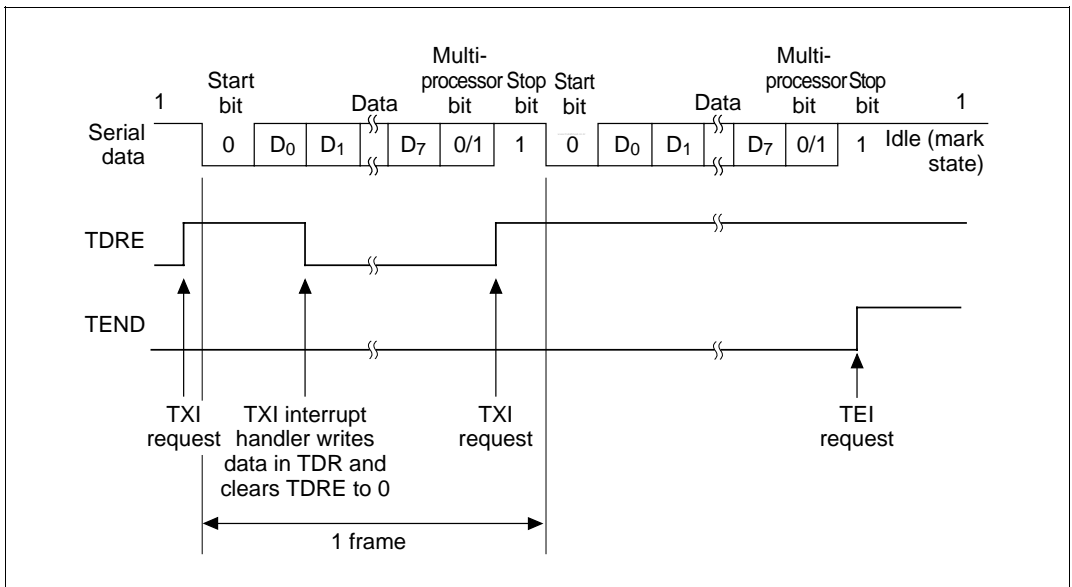 Multi-
processor
bit
Multi-
processor
bit
Start
bit
Stop
bit
Start
bit
Stop
bit
1
Data
Data
1
Serial
data
0 D0 D1 D7 0/1 1 0 D0 D1 D7 0/1 1
Idle (mark
state)
TDRE
TEND
TXI
request
TXI interrupt
handler writes
data in TDR and
clears TDRE to 0
TXI
request
TEI
request
1 frame